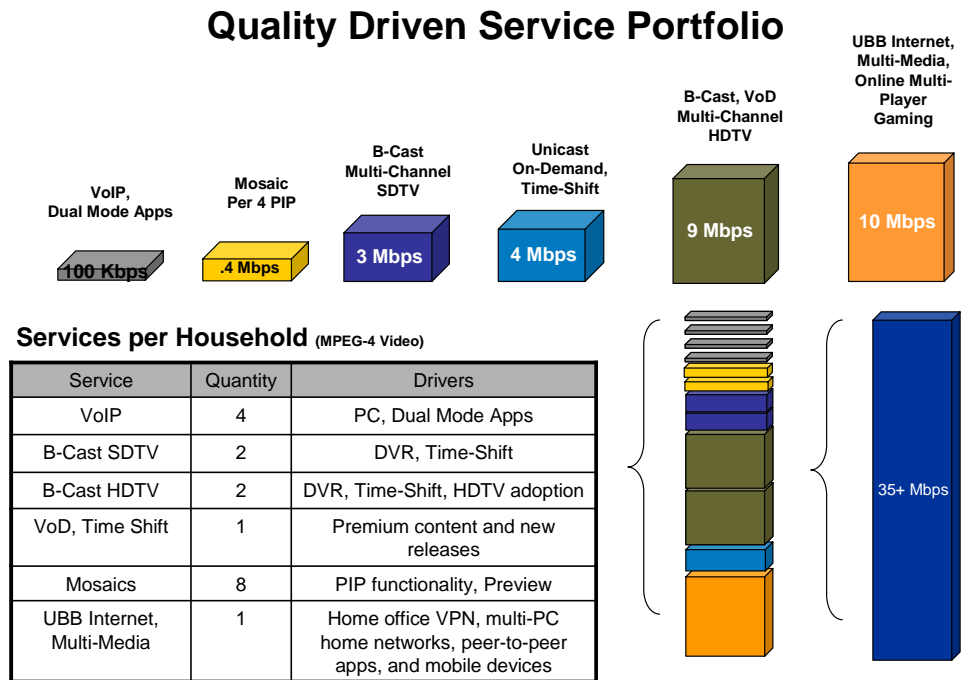 Quality Driven Service Portfolio
VoIP,
Dual Mode Apps
Mosaic
Per 4 PIP
B-Cast
Multi-Channel
SDTV
Unicast
On-Demand,
Time-Shift
B-Cast, VoD
Multi-Channel
HDTV
UBB Internet,
Multi-Media,
Online Multi-
Player
Gaming
100 Kbps
.4 Mbps
3 Mbps
4 Mbps
9 Mbps
10 Mbps
Services per Household (MPEG-4 Video)
Service Quantity Drivers
VoIP 4 PC, Dual Mode Apps
B-Cast SDTV 2 DVR, Time-Shift
B-Cast HDTV 2 DVR, Time-Shift, HDTV adoption
VoD, Time Shift 1 Premium content and new
releases
Mosaics 8 PIP functionality, Preview
UBB Internet, 1 Home office VPN, multi-PC
Multi-Media home networks, peer-to-peer
apps, and mobile devices
35+ Mbps